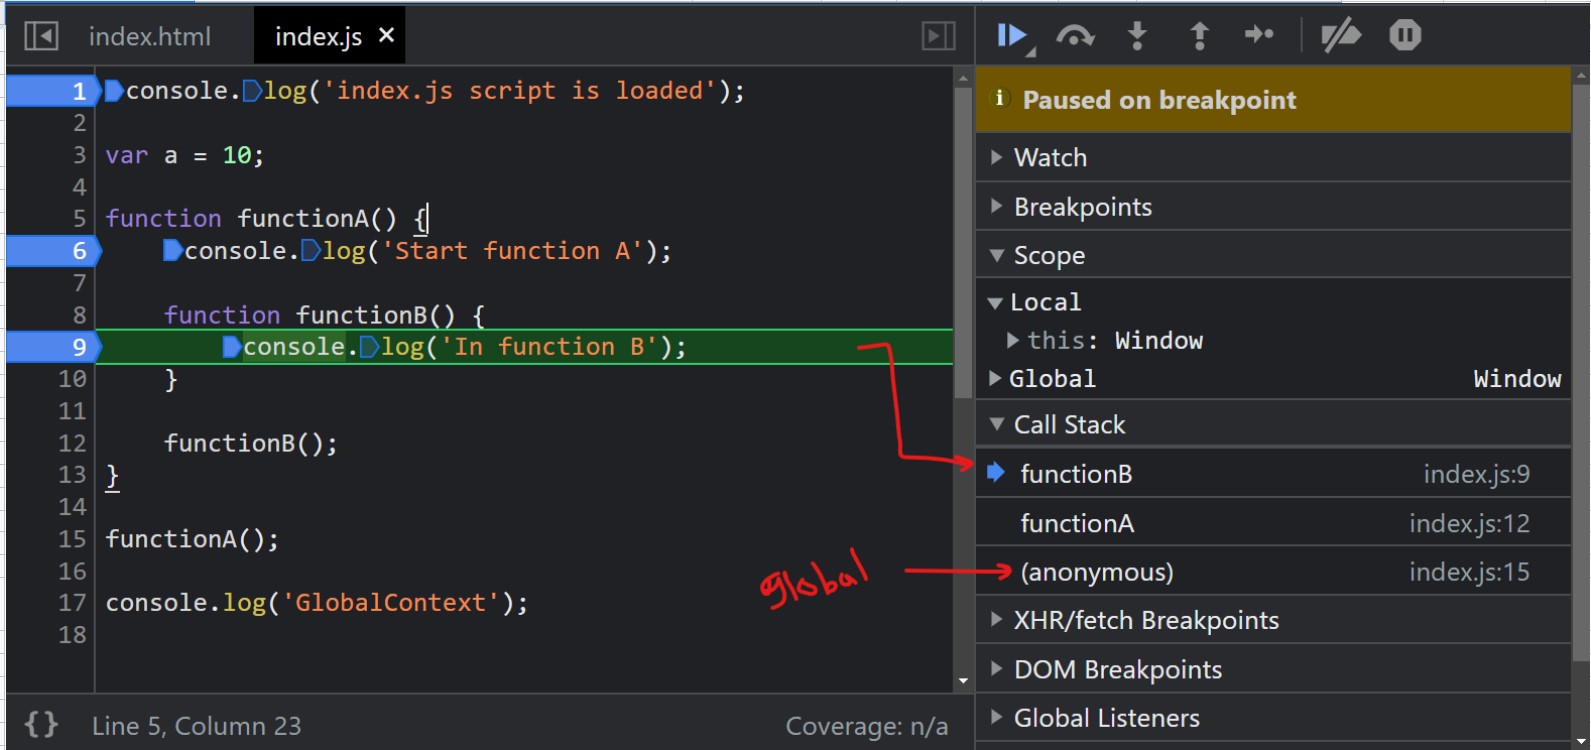 index.html
index.js ×
1 console.log('index.js script is loaded');
2
3 var a = 10;
4
5 function functionA() {
6 console.log('Start function A');
7
8 function functionB() {
9 console.log('In function B');
10 }
11
12 functionB();
13 }
14
15 functionA();
16
17 console.log('GlobalContext');
18
global
{} Line 5, Column 23
Coverage: n/a
i Paused on breakpoint
Watch
Breakpoints
Scope
Local
this: Window
Global Window
Call Stack
functionB index.js:9
functionA index.js:12
(anonymous) index.js:15
XHR/fetch Breakpoints
DOM Breakpoints
Global Listeners